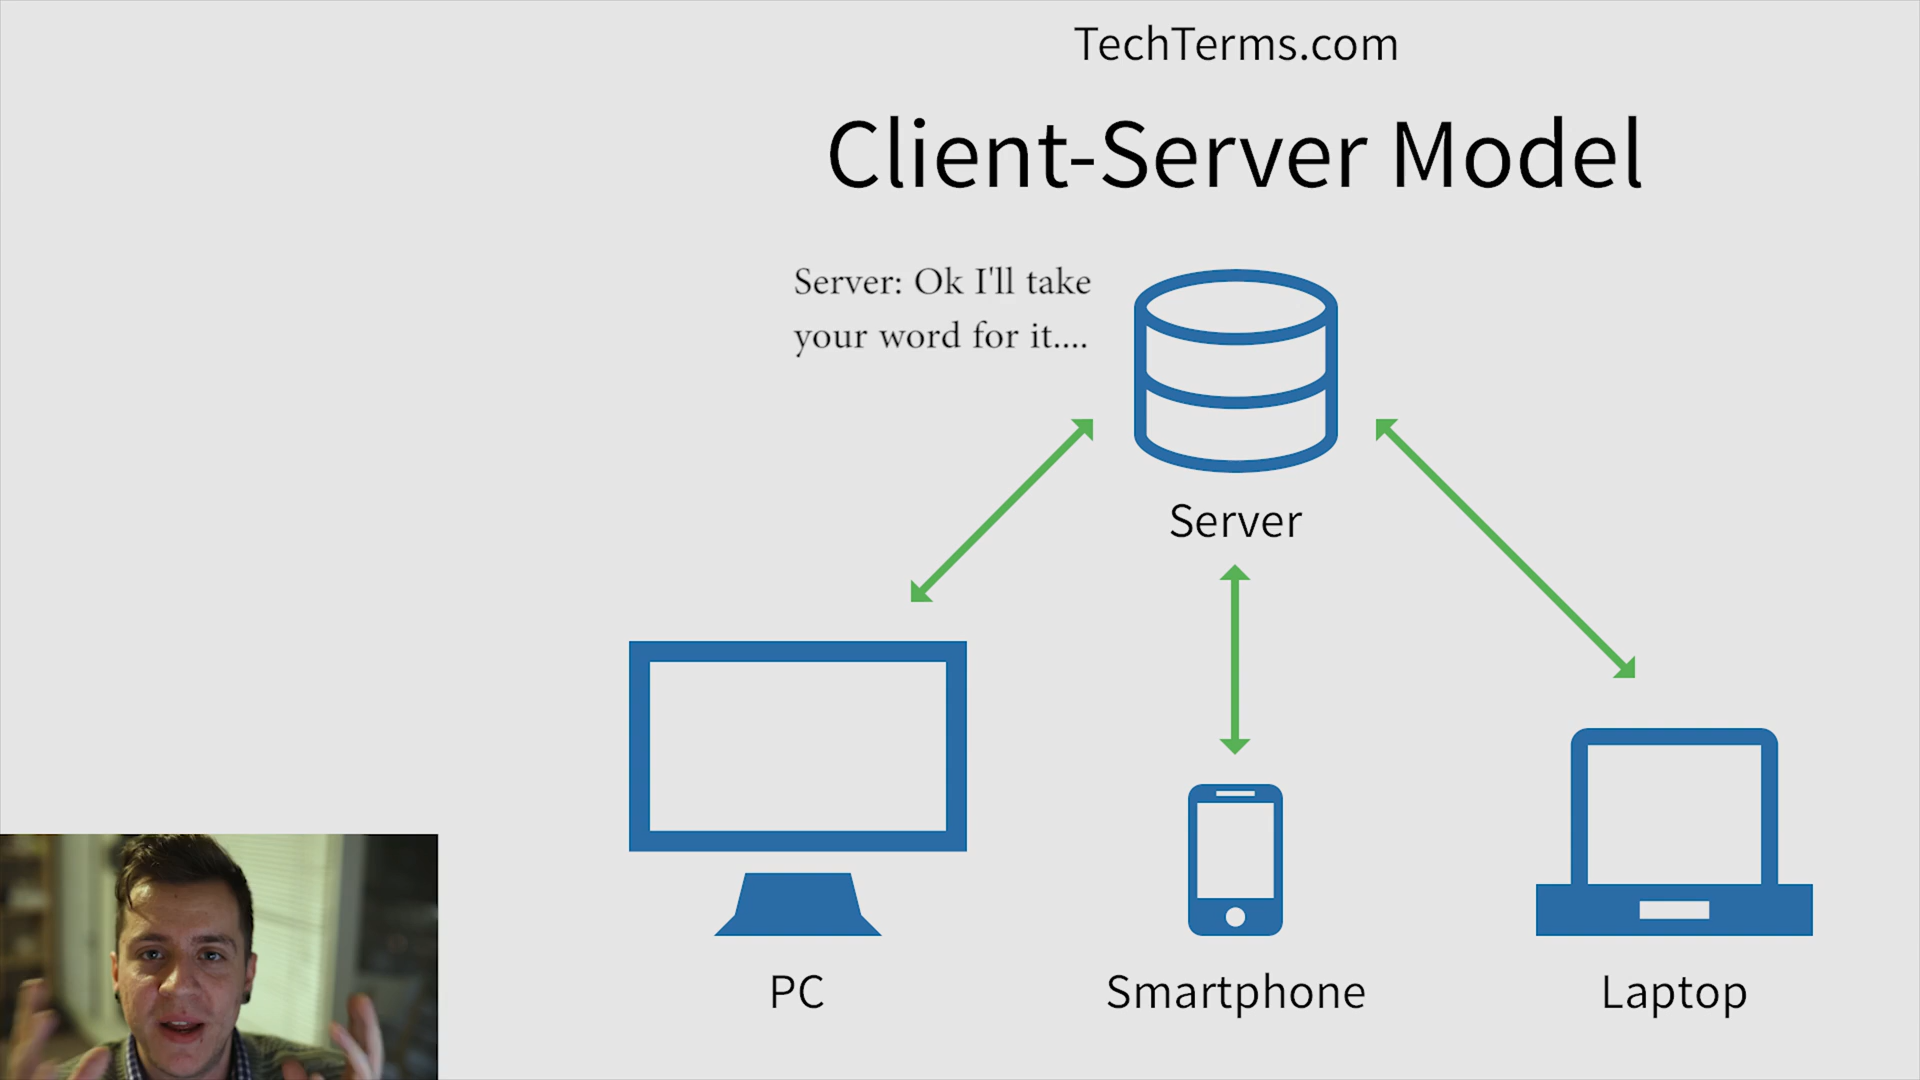 TechTerms.com
Client-Server Model
Server: Ok I'll take
your word for it....
Server
PC
Smartphone
Laptop